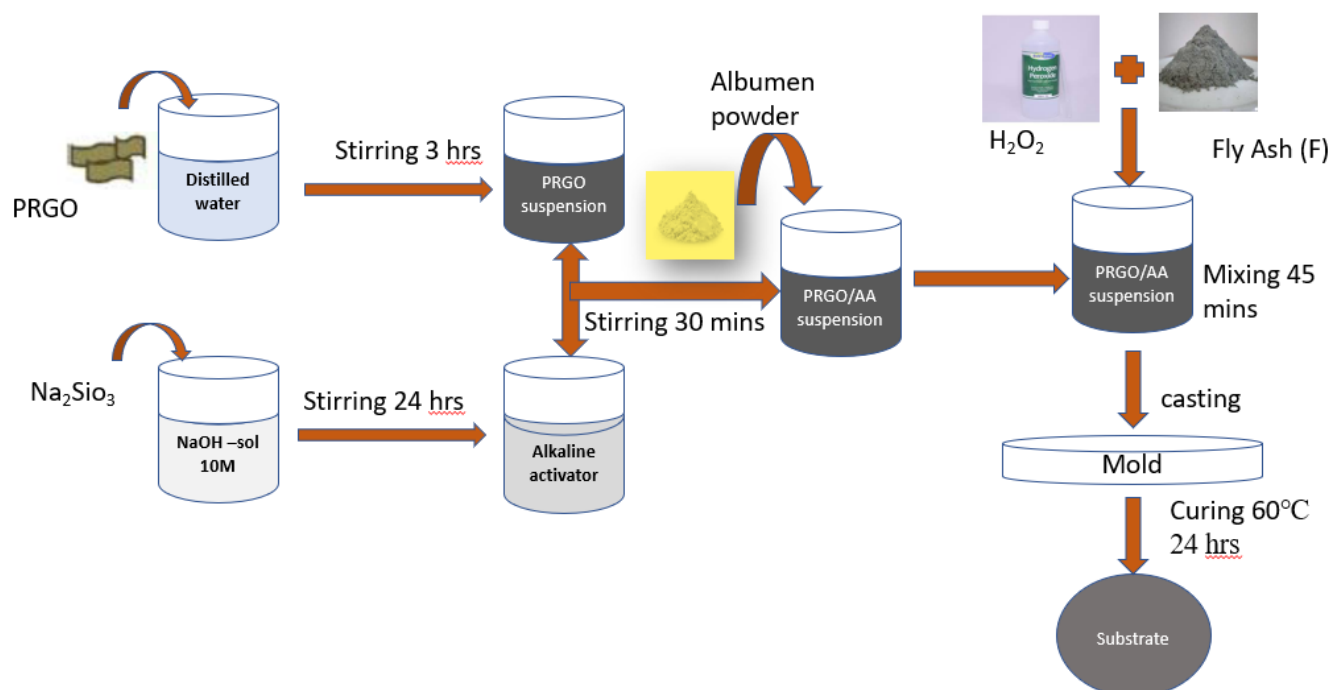 PRGO
Distilled
water
Stirring 3 hrs
PRGO
suspension
Albumen
powder
Hydrogen
Peroxide
H₂O₂
Fly Ash (F)
Na₂Sio₃
NaOH –sol
10M
Stirring 24 hrs
Alkaline
activator
Stirring 30 mins
PRGO/AA
suspension
PRGO/AA
suspension
Mixing 45
mins
casting
Mold
Curing 60℃
24 hrs
Substrate